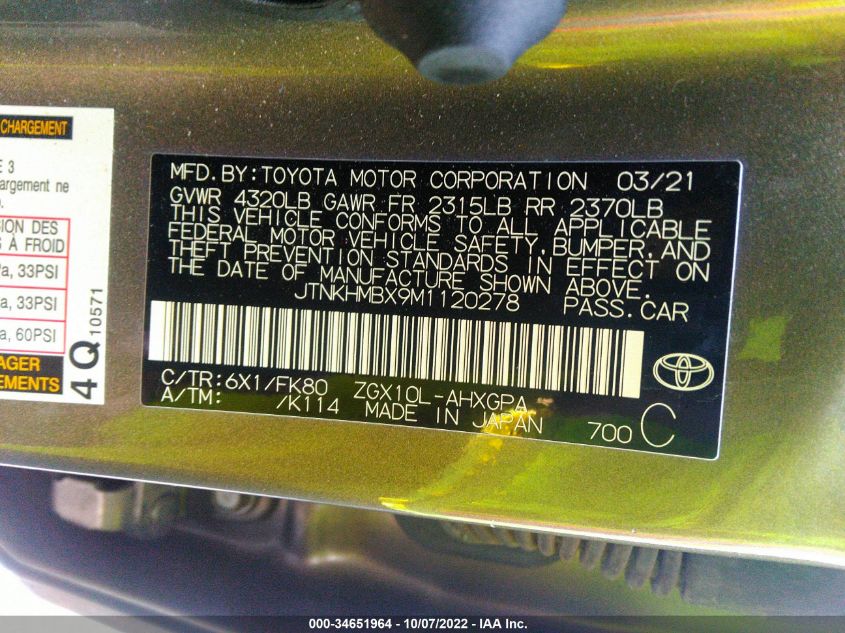 CHARGEMENT
E 3
argement ne
ION DES
S A FROID
a, 33PSI
a, 33PSI
a, 60PSI
AGER
EMENTS
4Q 10571
MFD.BY:TOYOTA MOTOR CORPORATION 03/21
GVWR 4320LB GAWR FR 2315LB RR 2370LB
THIS VEHICLE CONFORMS TO ALL APPLICABLE
FEDERAL MOTOR VEHICLE SAFETY,BUMPER,AND
THEFT PREVENTION STANDARDS IN EFFECT ON
THE DATE OF MANUFACTURE SHOWN ABOVE.
JTNKHMBX9M1120278 PASS.CAR
C/TR:6X1/FK80 ZGX10L-AHXGPA
A/TM: /K114 MADE IN JAPAN 700 C
000-34651964 - 10/07/2022 - IAA Inc.